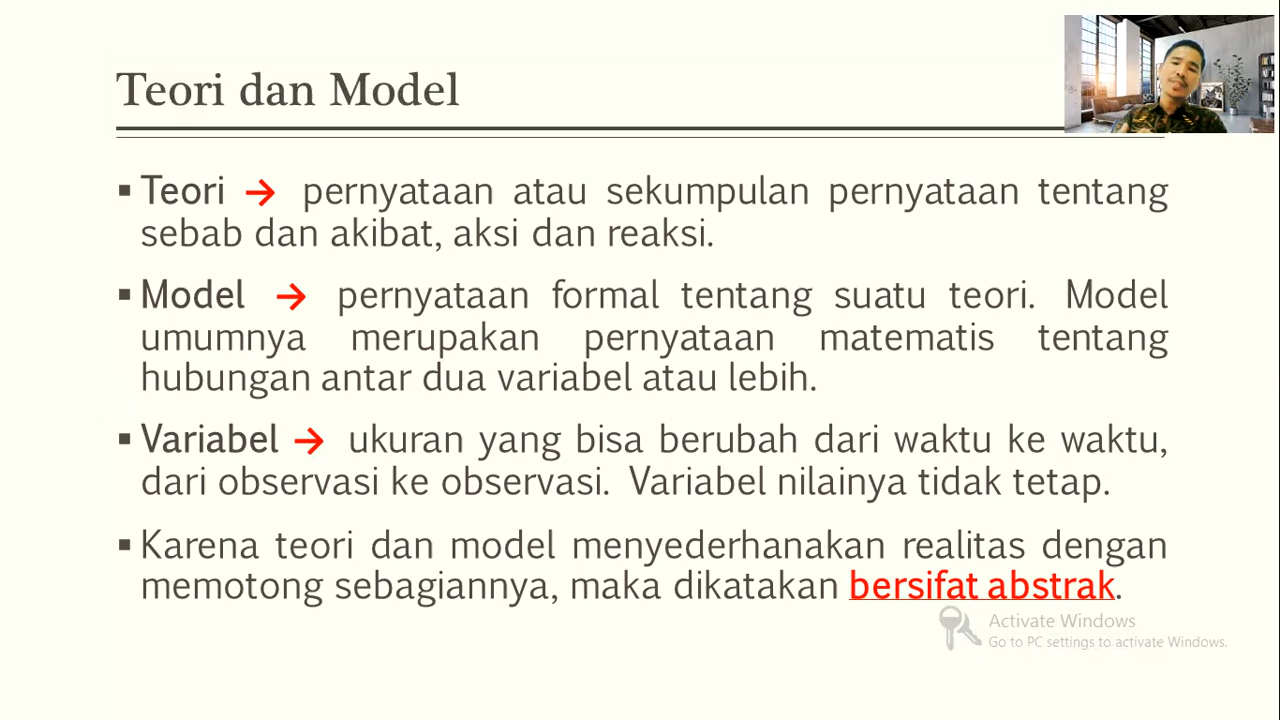 Teori dan Model
▪ Teori → pernyataan atau sekumpulan pernyataan tentang
sebab dan akibat, aksi dan reaksi.
▪ Model → pernyataan formal tentang suatu teori. Model
umumnya merupakan pernyataan matematis tentang
hubungan antar dua variabel atau lebih.
▪ Variabel → ukuran yang bisa berubah dari waktu ke waktu,
dari observasi ke observasi. Variabel nilainya tidak tetap.
▪ Karena teori dan model menyederhanakan realitas dengan
memotong sebagiannya, maka dikatakan bersifat abstrak.
Activate Windows
Go to PC settings to activate Windows.